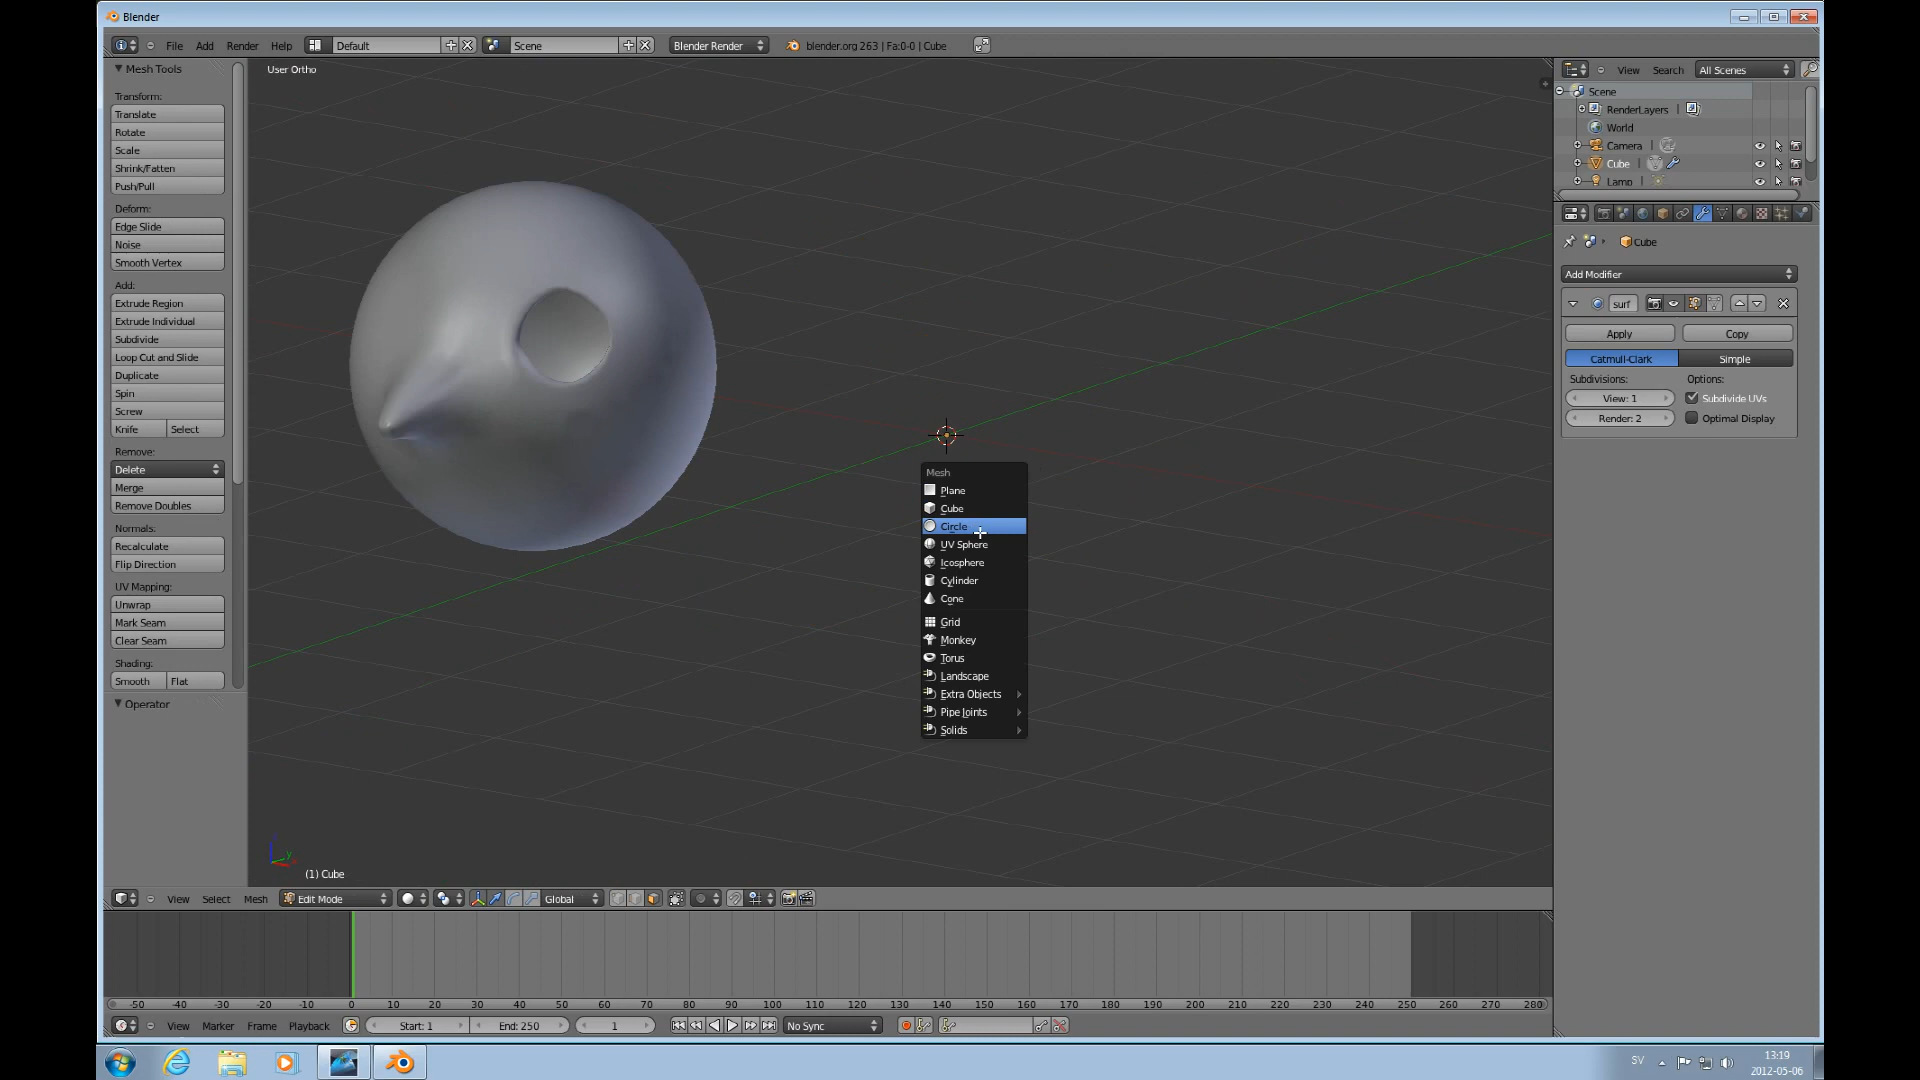 Blender
File Add Render Help Default Scene Blender Render blender.org 263 | Fa:0-0 | Cube
Mesh Tools
Transform:
Translate
Rotate
Scale
Shrink/Fatten
Push/Pull
Deform:
Edge Slide
Noise
Smooth Vertex
Add:
Extrude Region
Extrude Individual
Subdivide
Loop Cut and Slide
Duplicate
Spin
Screw
Knife Select
Remove:
Delete
Merge
Remove Doubles
Normals:
Recalculate
Flip Direction
UV Mapping:
Unwrap
Mark Seam
Clear Seam
Shading:
Smooth Flat
Operator
User Ortho
Mesh
Plane
Cube
Circle
UV Sphere
Icosphere
Cylinder
Cone
Grid
Monkey
Torus
Landscape
Extra Objects
Pipe Joints
Solids
(1) Cube
View Search All Scenes
Scene
RenderLayers |
World
Camera |
Cube |
Lamp |
Cube
Add Modifier
surf
Apply Copy
Catmull-Clark Simple
Subdivisions: Options:
View: 1 Subdivide UVs
Render: 2 Optimal Display
View Select Mesh Edit Mode Global
-50 -40 -30 -20 -10 0 10 20 30 40 50 60 70 80 90 100 110 120 130 140 150 160 170 180 190 200 210 220 230 240 250 260 270 280
View Marker Frame Playback Start: 1 End: 250 1 No Sync
SV 13:19
2012-05-06